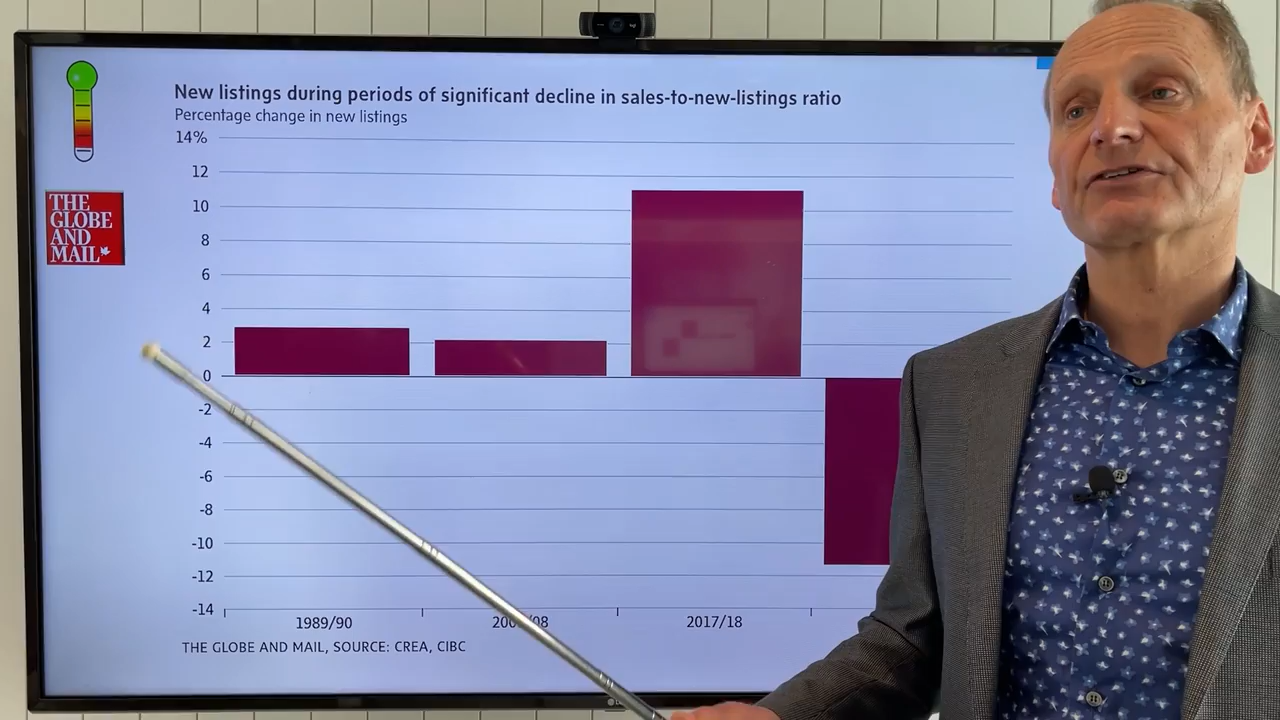 New listings during periods of significant decline in sales-to-new-listings ratio
Percentage change in new listings
14%
12
10
8
6
4
2
0
-2
-4
-6
-8
-10
-12
-14
1989/90
2017/18
THE GLOBE AND MAIL, SOURCE: CREA, CIBC
THE
GLOBE
AND
MAIL